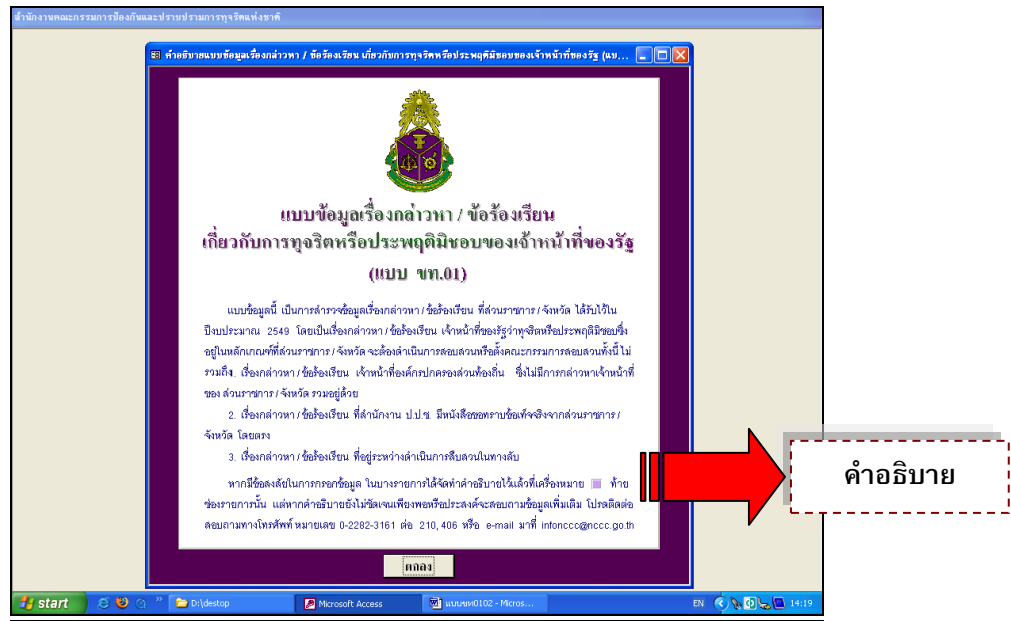 สำนักงานคณะกรรมการป้องกันและปราบปรามการทุจริตแห่งชาติ
คำอธิบายแบบข้อมูลเรื่องกล่าวหา / ข้อร้องเรียน เกี่ยวกับการทุจริตหรือประพฤติมิชอบของเจ้าหน้าที่ของรัฐ (แบ...
แบบข้อมูลเรื่องกล่าวหา / ข้อร้องเรียน
เกี่ยวกับการทุจริตหรือประพฤติมิชอบของเจ้าหน้าที่ของรัฐ
(แบบ ขท.01)
แบบข้อมูลนี้ เป็นการสำรวจข้อมูลเรื่องกล่าวหา / ข้อร้องเรียน ที่ส่วนราชการ / จังหวัด ได้รับไว้ใน
ปีงบประมาณ 2549 โดยเป็นเรื่องกล่าวหา / ข้อร้องเรียน เจ้าหน้าที่ของรัฐว่าทุจริตหรือประพฤติมิชอบซึ่ง
อยู่ในหลักเกณฑ์ที่ส่วนราชการ / จังหวัด จะต้องดำเนินการสอบสวนหรือตั้งคณะกรรมการสอบสวนทั้งนี้ ไม่
รวมถึง. เรื่องกล่าวหา / ข้อร้องเรียน เจ้าหน้าที่องค์กรปกครองส่วนท้องถิ่น ซึ่งไม่มีการกล่าวหาเจ้าหน้าที่
ของ ส่วนราชการ / จังหวัด รวมอยู่ด้วย
2. เรื่องกล่าวหา / ข้อร้องเรียน ที่สำนักงาน ป.ป.ช. มีหนังสือขอทราบข้อเท็จจริงจากส่วนราชการ /
จังหวัด โดยตรง
3. เรื่องกล่าวหา / ข้อร้องเรียน ที่อยู่ระหว่างดำเนินการสืบสวนในทางลับ
หากมีข้อสงสัยในการกรอกข้อมูล ในบางรายการได้จัดทำคำอธิบายไว้แล้วที่เครื่องหมาย ท้าย
ช่องรายการนั้น แต่หากคำอธิบายยังไม่ชัดเจนเพียงพอหรือประสงค์จะสอบถามข้อมูลเพิ่มเติม โปรดติดต่อ
สอบถามทางโทรศัพท์ หมายเลข 0-2282-3161 ต่อ 210, 406 หรือ e-mail มาที่ infonccc@nccc.go.th
ตกลง
คำอธิบาย
start
D:\destop
Microsoft Access
แบบขท0102 - Micros...
EN
14:19